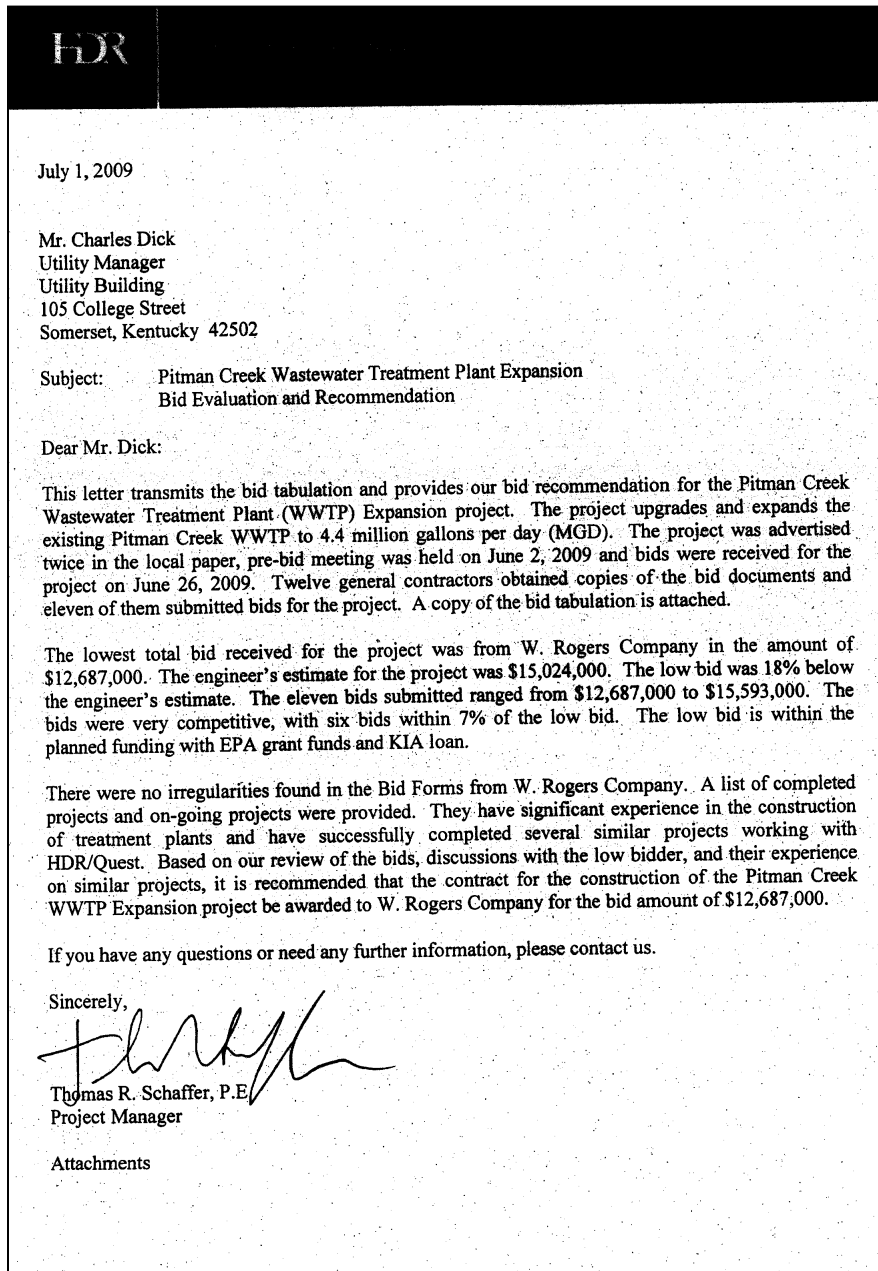 HDR
July 1, 2009
Mr. Charles Dick
Utility Manager
Utility Building
105 College Street
Somerset, Kentucky 42502
Subject: Pitman Creek Wastewater Treatment Plant Expansion
Bid Evaluation and Recommendation
Dear Mr. Dick:
This letter transmits the bid tabulation and provides our bid recommendation for the Pitman Creek
Wastewater Treatment Plant (WWTP) Expansion project. The project upgrades and expands the
existing Pitman Creek WWTP to 4.4 million gallons per day (MGD). The project was advertised
twice in the local paper, pre-bid meeting was held on June 2, 2009 and bids were received for the
project on June 26, 2009. Twelve general contractors obtained copies of the bid documents and
eleven of them submitted bids for the project. A copy of the bid tabulation is attached.
The lowest total bid received for the project was from W. Rogers Company in the amount of
$12,687,000. The engineer's estimate for the project was $15,024,000. The low bid was 18% below
the engineer's estimate. The eleven bids submitted ranged from $12,687,000 to $15,593,000. The
bids were very competitive, with six bids within 7% of the low bid. The low bid is within the
planned funding with EPA grant funds and KIA loan.
There were no irregularities found in the Bid Forms from W. Rogers Company. A list of completed
projects and on-going projects were provided. They have significant experience in the construction
of treatment plants and have successfully completed several similar projects working with
HDR/Quest. Based on our review of the bids, discussions with the low bidder, and their experience
on similar projects, it is recommended that the contract for the construction of the Pitman Creek
WWTP Expansion project be awarded to W. Rogers Company for the bid amount of $12,687,000.
If you have any questions or need any further information, please contact us.
Sincerely,
Thomas R. Schaffer, P.E
Project Manager
Attachments